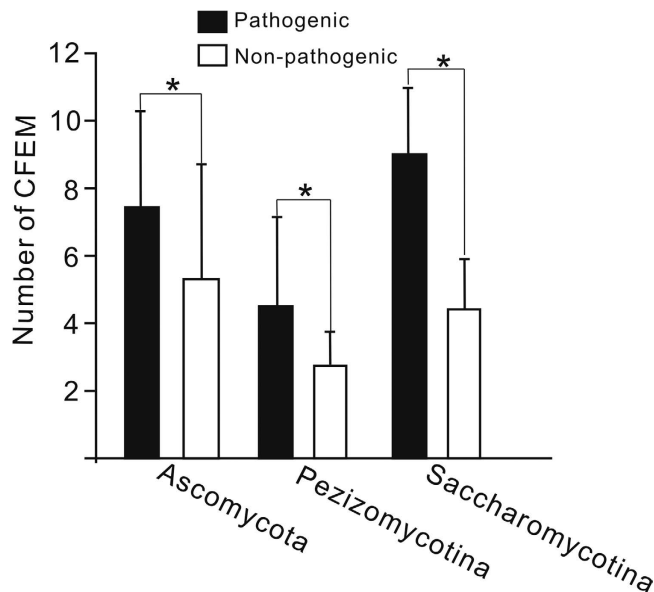 Pathogenic
Non-pathogenic
12
10
8
6
4
2
Number of CFEM
*
*
*
Ascomycota
Pezizomycotina
Saccharomycotina